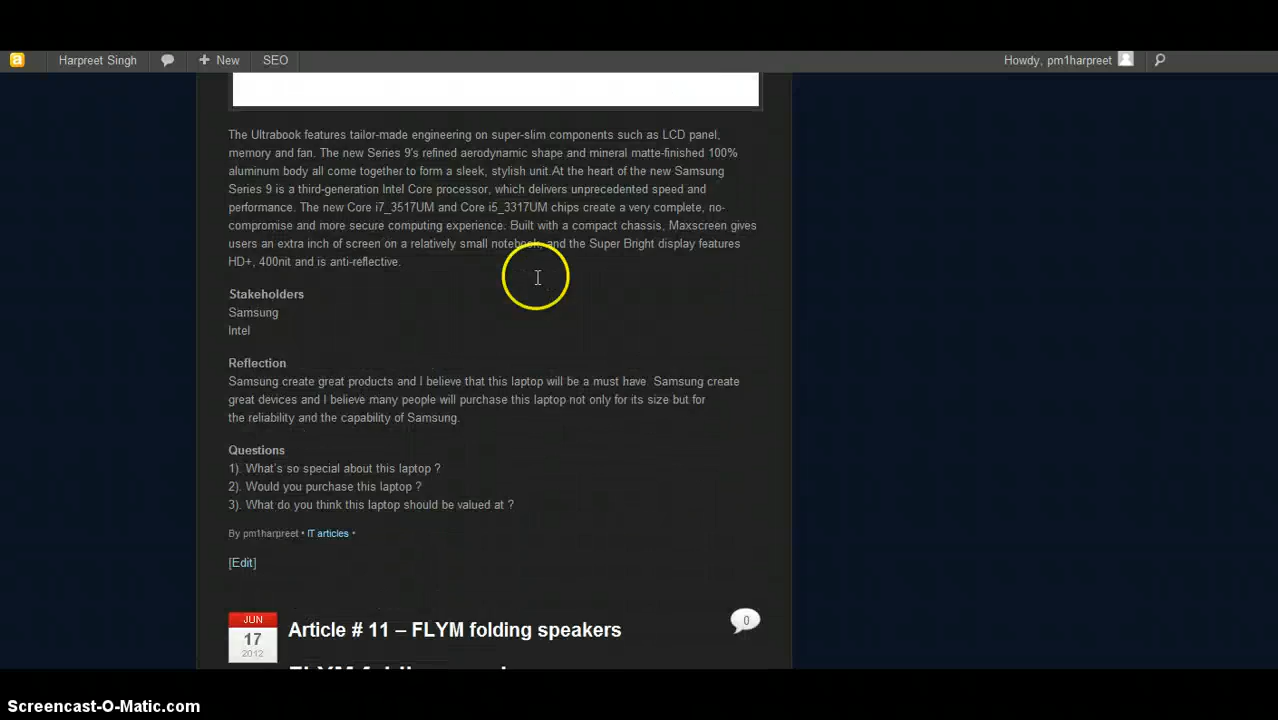 Harpreet Singh
New
SEO
Howdy, pm1harpreet
The Ultrabook features tailor-made engineering on super-slim components such as LCD panel,
memory and fan. The new Series 9's refined aerodynamic shape and mineral matte-finished 100%
aluminum body all come together to form a sleek, stylish unit.At the heart of the new Samsung
Series 9 is a third-generation Intel Core processor, which delivers unprecedented speed and
performance. The new Core i7_3517UM and Core i5_3317UM chips create a very complete, no-
compromise and more secure computing experience. Built with a compact chassis, Maxscreen gives
users an extra inch of screen on a relatively small notebook, and the Super Bright display features
HD+, 400nit and is anti-reflective.
Stakeholders
Samsung
Intel
Reflection
Samsung create great products and I believe that this laptop will be a must have  Samsung create
great devices and I believe many people will purchase this laptop not only for its size but for
the reliability and the capability of Samsung.
Questions
1). What's so special about this laptop ?
2). Would you purchase this laptop ?
3). What do you think this laptop should be valued at ?
By pm1harpreet • IT articles •
[Edit]
JUN
17
2012
Article # 11 – FLYM folding speakers
0
Screencast-O-Matic.com